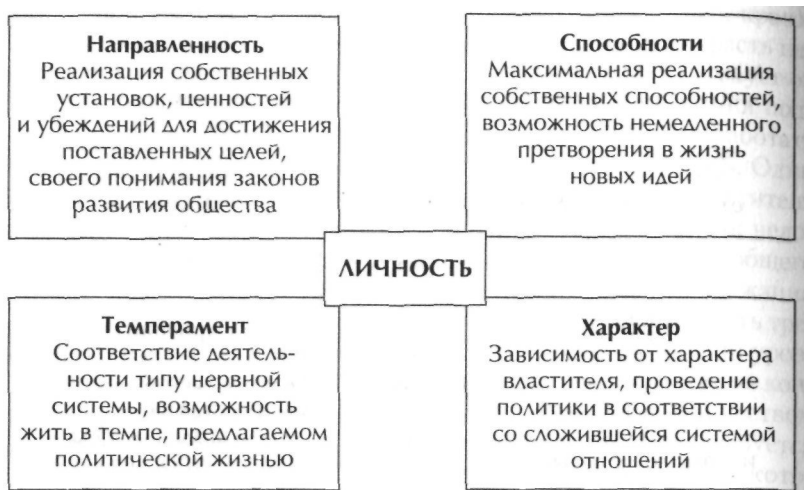 Направленность
Реализация собственных
установок, ценностей
и убеждений для достижения
поставленных целей,
своего понимания законов
развития общества
Способности
Максимальная реализация
собственных способностей,
возможность немедленного
претворения в жизнь
новых идей
ЛИЧНОСТЬ
Темперамент
Соответствие деятель-
ности типу нервной
системы, возможность
жить в темпе, предлагаемом
политической жизнью
Характер
Зависимость от характера
властителя, проведение
политики в соответствии
со сложившейся системой
отношений